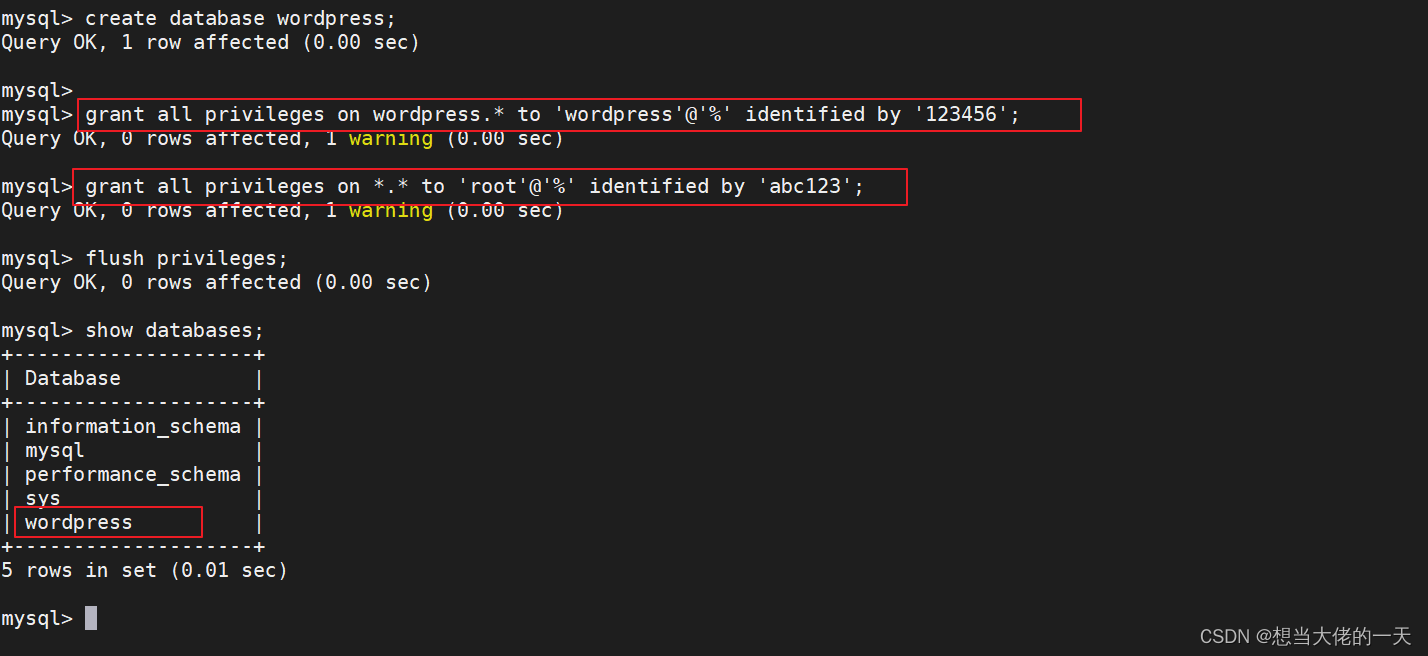 mysql> create database wordpress;
Query OK, 1 row affected (0.00 sec)
mysql>
mysql> grant all privileges on wordpress.* to 'wordpress'@'%' identified by '123456';
Query OK, 0 rows affected, 1 warning (0.00 sec)
mysql> grant all privileges on *.* to 'root'@'%' identified by 'abc123';
Query OK, 0 rows affected, 1 warning (0.00 sec)
mysql> flush privileges;
Query OK, 0 rows affected (0.00 sec)
mysql> show databases;
+--------------------+
| Database           |
+--------------------+
| information_schema |
| mysql              |
| performance_schema |
| sys                |
| wordpress          |
+--------------------+
5 rows in set (0.01 sec)
mysql>
CSDN @想当大佬的一天